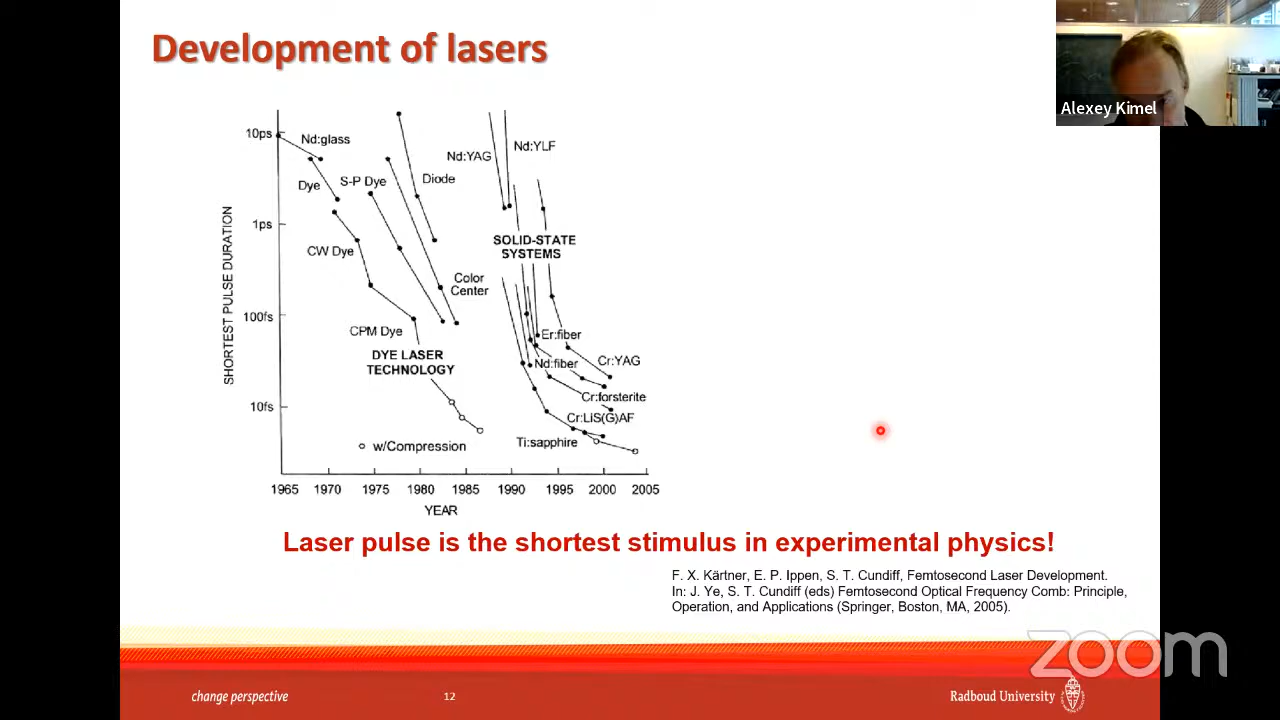 Development of lasers
Alexey Kimel
SHORTEST PULSE DURATION
10ps
1ps
100fs
10fs
Nd:glass
Dye
S-P Dye
Diode
CW Dye
Color
Center
CPM Dye
DYE LASER
TECHNOLOGY
w/Compression
Nd:YAG
Nd:YLF
SOLID-STATE
SYSTEMS
Er:fiber
Nd:fiber
Cr:YAG
Cr:forsterite
Cr:LiS(G)AF
Ti:sapphire
1965 1970 1975 1980 1985 1990 1995 2000 2005
YEAR
Laser pulse is the shortest stimulus in experimental physics!
F. X. Kärtner, E. P. Ippen, S. T. Cundiff, Femtosecond Laser Development.
In: J. Ye, S. T. Cundiff (eds) Femtosecond Optical Frequency Comb: Principle,
Operation, and Applications (Springer, Boston, MA, 2005).
zoom
change perspective
12
Radboud University